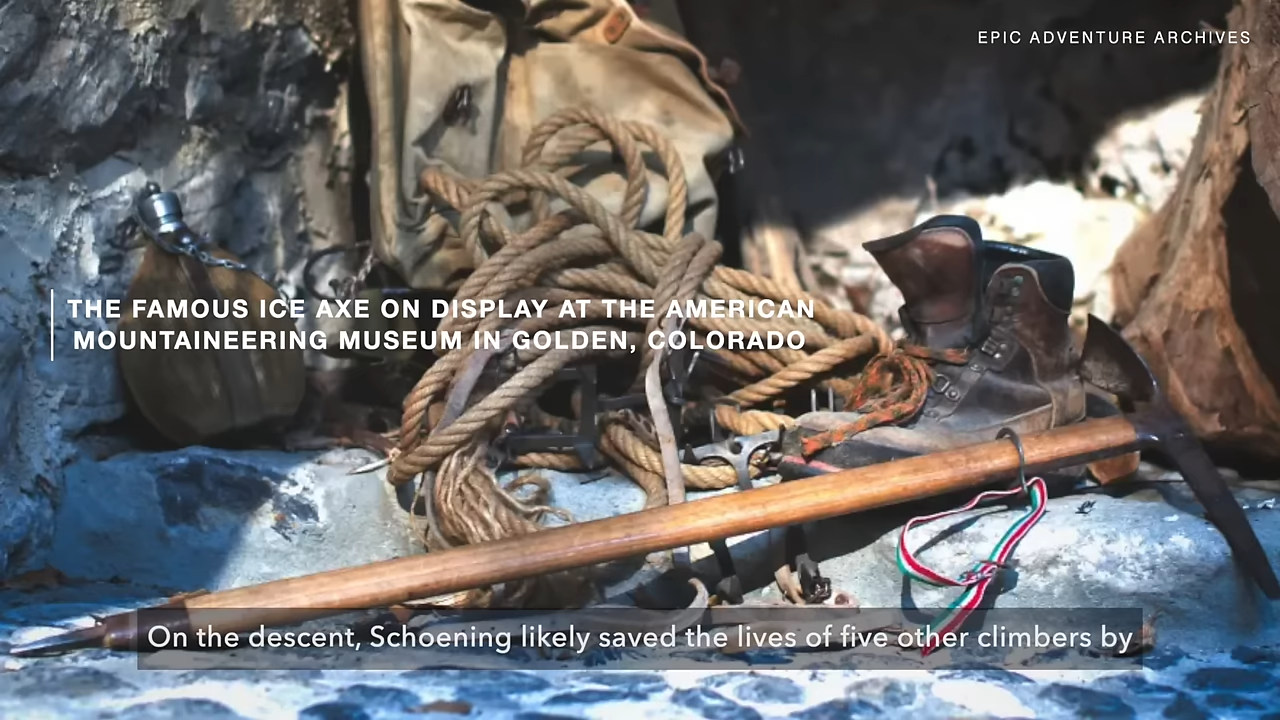 EPIC ADVENTURE ARCHIVES
THE FAMOUS ICE AXE ON DISPLAY AT THE AMERICAN
MOUNTAINEERING MUSEUM IN GOLDEN, COLORADO
On the descent, Schoening likely saved the lives of five other climbers by